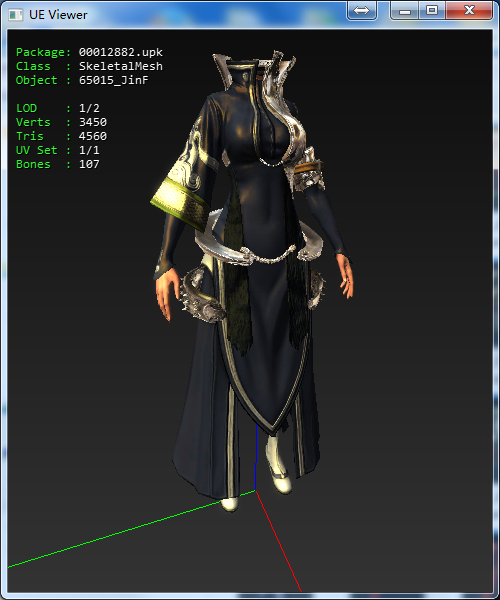 UE Viewer
Package: 00012882.upk
Class  : SkeletalMesh
Object : 65015_JinF
LOD    : 1/2
Verts  : 3450
Tris   : 4560
UV Set : 1/1
Bones  : 107